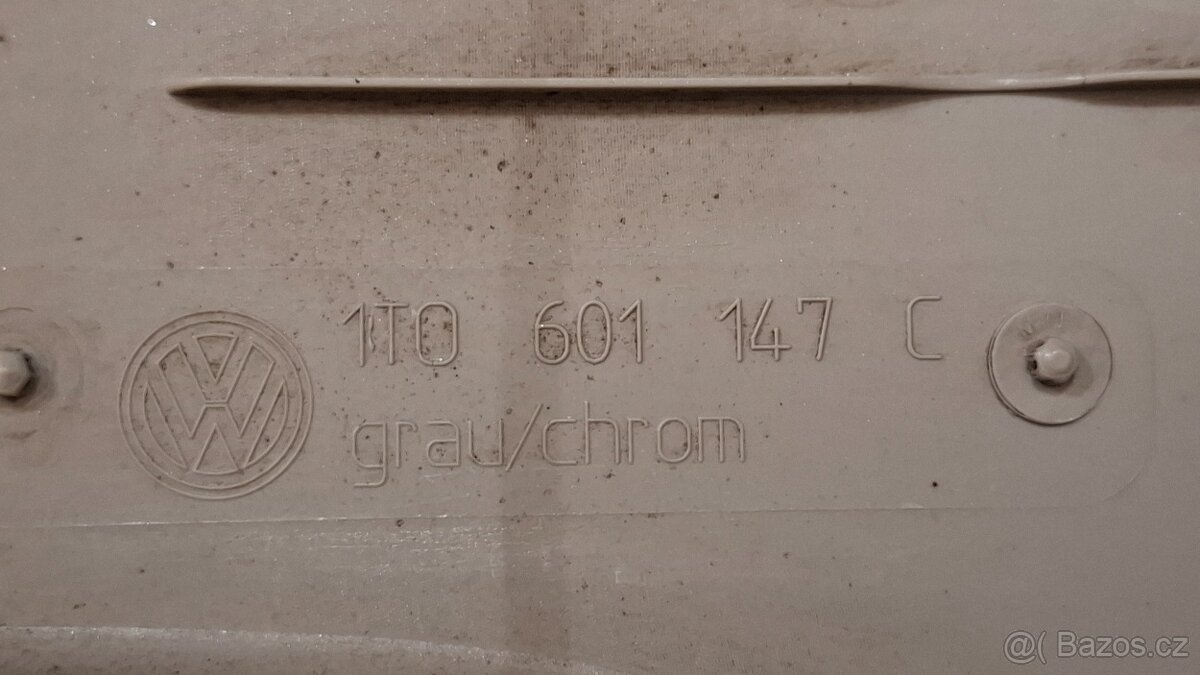 1T0 601 147 C
grau/chrom
@( Bazos.cz